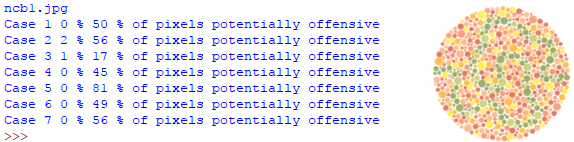 ncb1.jpg
Case 1 0 % 50 % of pixels potentially offensive
Case 2 2 % 56 % of pixels potentially offensive
Case 3 1 % 17 % of pixels potentially offensive
Case 4 0 % 45 % of pixels potentially offensive
Case 5 0 % 81 % of pixels potentially offensive
Case 6 0 % 49 % of pixels potentially offensive
Case 7 0 % 56 % of pixels potentially offensive
>>>